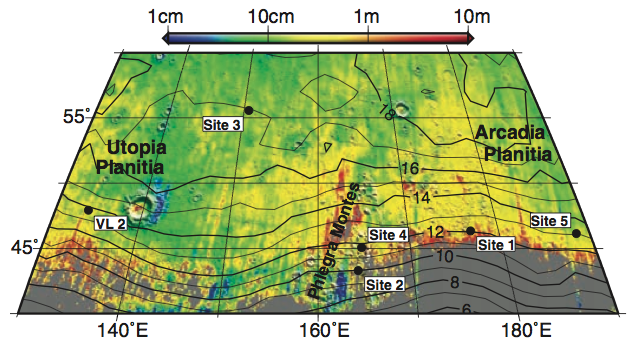 1cm 10cm 1m 10m
55°
18
Site 3
Arcadia
Planitia
Utopia
Planitia
16
14
Phlegra Montes
VL 2
Site 5
Site 4
12
Site 1
45°
10
Site 2
8
6
140°E 160°E 180°E